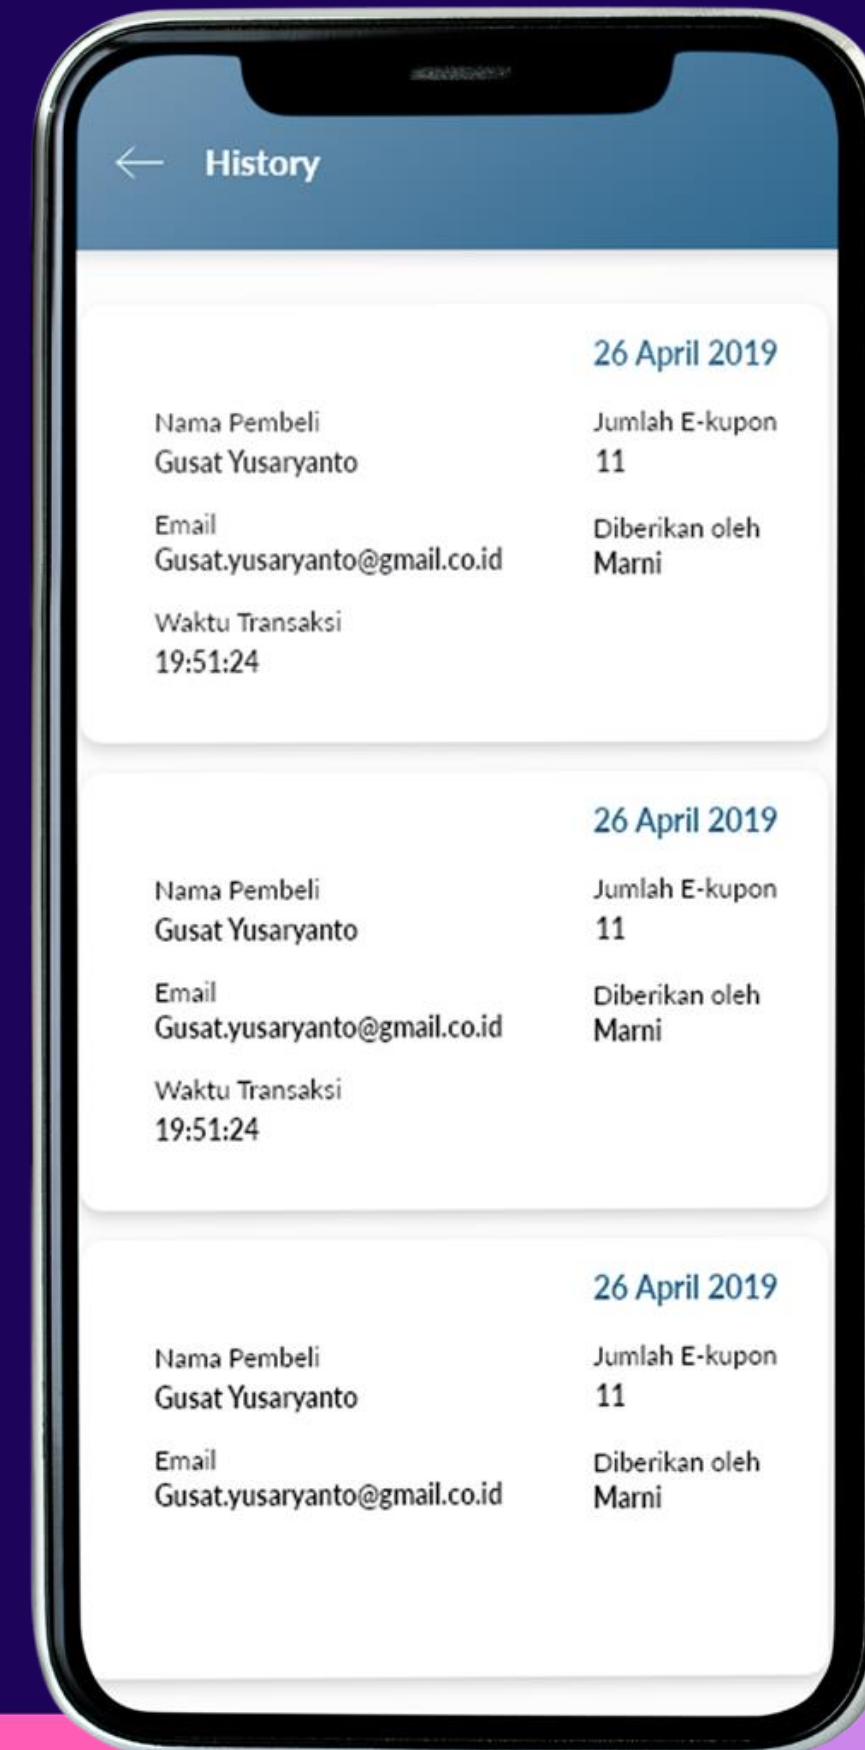 History
26 April 2019
Nama Pembeli
Gusat Yusaryanto
Jumlah E-kupon
11
Email
Gusat.yusaryanto@gmail.co.id
Diberikan oleh
Marni
Waktu Transaksi
19:51:24
26 April 2019
Nama Pembeli
Gusat Yusaryanto
Jumlah E-kupon
11
Email
Gusat.yusaryanto@gmail.co.id
Diberikan oleh
Marni
Waktu Transaksi
19:51:24
26 April 2019
Nama Pembeli
Gusat Yusaryanto
Jumlah E-kupon
11
Email
Gusat.yusaryanto@gmail.co.id
Diberikan oleh
Marni